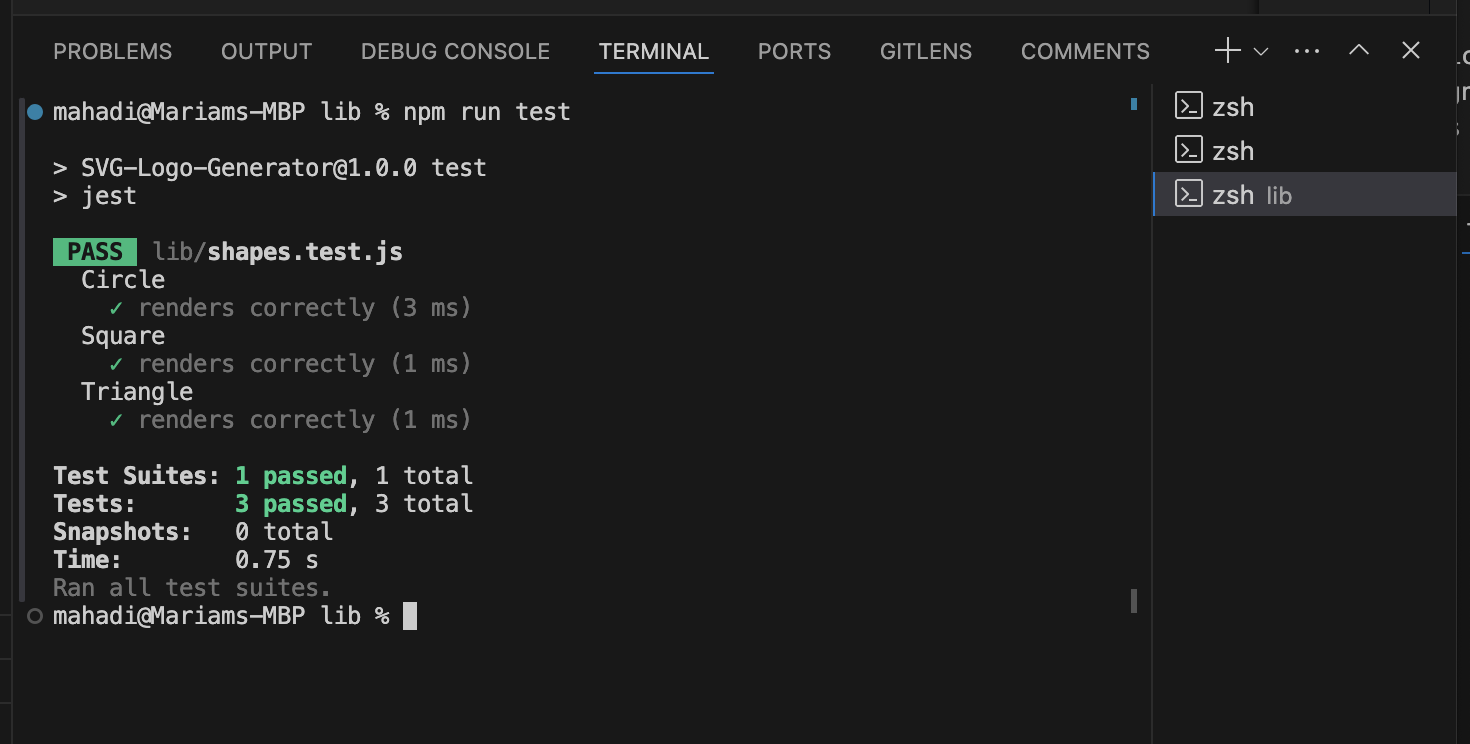 PROBLEMS OUTPUT DEBUG CONSOLE TERMINAL PORTS GITLENS COMMENTS
mahadi@Mariams-MBP lib % npm run test
> SVG-Logo-Generator@1.0.0 test
> jest
PASS lib/shapes.test.js
Circle
✓ renders correctly (3 ms)
Square
✓ renders correctly (1 ms)
Triangle
✓ renders correctly (1 ms)
Test Suites: 1 passed, 1 total
Tests: 3 passed, 3 total
Snapshots: 0 total
Time: 0.75 s
Ran all test suites.
mahadi@Mariams-MBP lib %
zsh
zsh
zsh lib